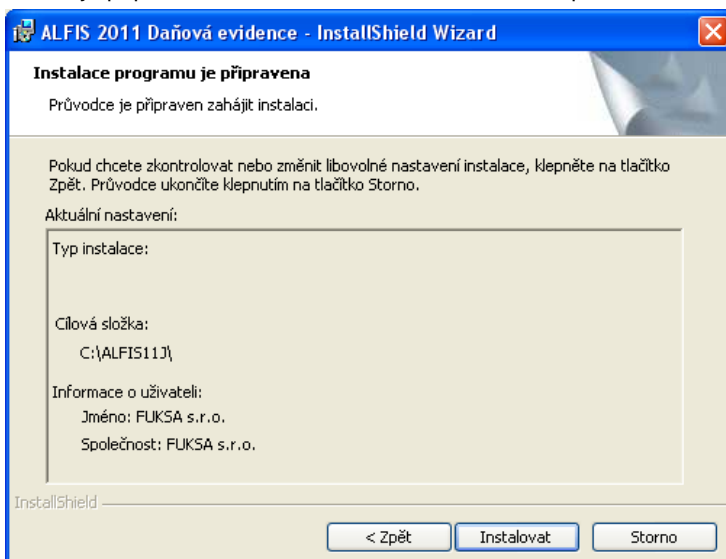 ALFIS 2011 Daňová evidence - InstallShield Wizard
Instalace programu je připravena
Průvodce je připraven zahájit instalaci.
Pokud chcete zkontrolovat nebo změnit libovolné nastavení instalace, klepněte na tlačítko
Zpět. Průvodce ukončíte klepnutím na tlačítko Storno.
Aktuální nastavení:
Typ instalace:
Cílová složka:
C:\ALFIS11J\
Informace o uživateli:
Jméno: FUKSA s.r.o.
Společnost: FUKSA s.r.o.
InstallShield
< Zpět
Instalovat
Storno